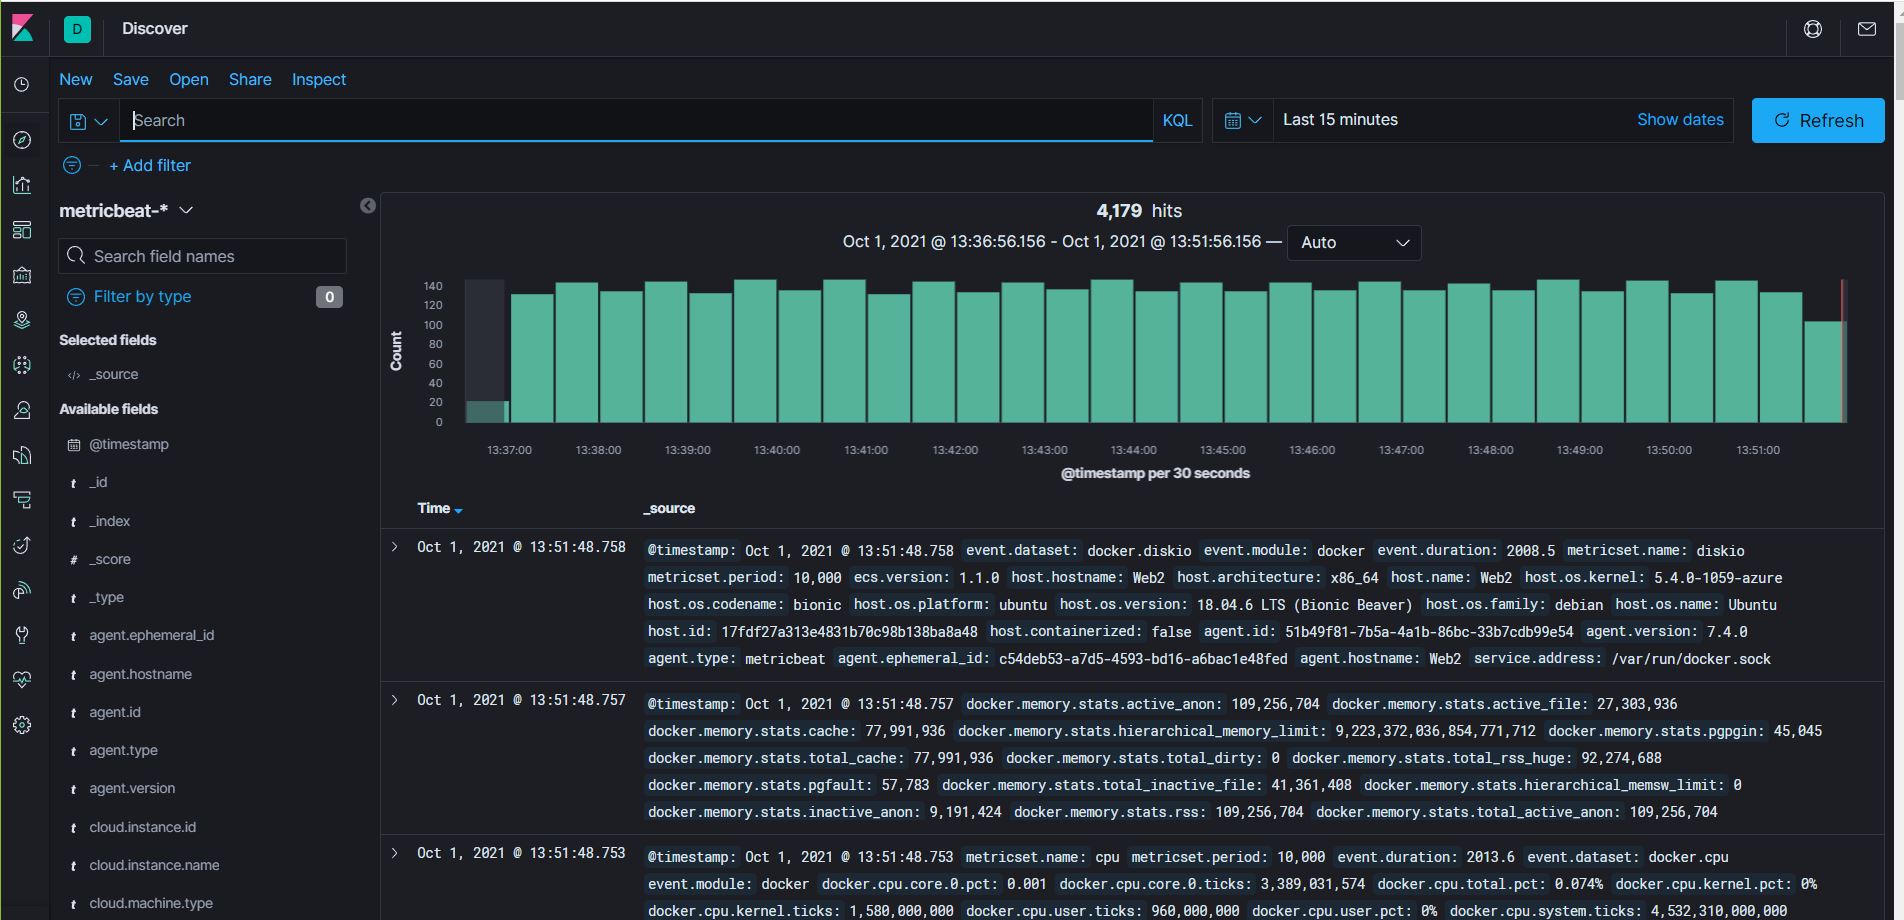 D Discover
New Save Open Share Inspect
Search KQL Last 15 minutes Show dates Refresh
+ Add filter
metricbeat-*
Search field names
Filter by type 0
Selected fields
_source
Available fields
@timestamp
t _id
t _index
# _score
t _type
t agent.ephemeral_id
t agent.hostname
t agent.id
t agent.type
t agent.version
t cloud.instance.id
t cloud.instance.name
t cloud.machine.type
4,179 hits
Oct 1, 2021 @ 13:36:56.156 - Oct 1, 2021 @ 13:51:56.156 — Auto
Count
140
120
100
80
60
40
20
0
13:37:00 13:38:00 13:39:00 13:40:00 13:41:00 13:42:00 13:43:00 13:44:00 13:45:00 13:46:00 13:47:00 13:48:00 13:49:00 13:50:00 13:51:00
@timestamp per 30 seconds
Time _source
Oct 1, 2021 @ 13:51:48.758
@timestamp: Oct 1, 2021 @ 13:51:48.758 event.dataset: docker.diskio event.module: docker event.duration: 2008.5 metricset.name: diskio
metricset.period: 10,000 ecs.version: 1.1.0 host.hostname: Web2 host.architecture: x86_64 host.name: Web2 host.os.kernel: 5.4.0-1059-azure
host.os.codename: bionic host.os.platform: ubuntu host.os.version: 18.04.6 LTS (Bionic Beaver) host.os.family: debian host.os.name: Ubuntu
host.id: 17fdf27a313e4831b70c98b138ba8a48 host.containerized: false agent.id: 51b49f81-7b5a-4a1b-86bc-33b7cdb99e54 agent.version: 7.4.0
agent.type: metricbeat agent.ephemeral_id: c54deb53-a7d5-4593-bd16-a6bac1e48fed agent.hostname: Web2 service.address: /var/run/docker.sock
Oct 1, 2021 @ 13:51:48.757
@timestamp: Oct 1, 2021 @ 13:51:48.757 docker.memory.stats.active_anon: 109,256,704 docker.memory.stats.active_file: 27,303,936
docker.memory.stats.cache: 77,991,936 docker.memory.stats.hierarchical_memory_limit: 9,223,372,036,854,771,712 docker.memory.stats.pgpgin: 45,045
docker.memory.stats.total_cache: 77,991,936 docker.memory.stats.total_dirty: 0 docker.memory.stats.total_rss_huge: 92,274,688
docker.memory.stats.pgfault: 57,783 docker.memory.stats.total_inactive_file: 41,361,408 docker.memory.stats.hierarchical_memsw_limit: 0
docker.memory.stats.inactive_anon: 9,191,424 docker.memory.stats.rss: 109,256,704 docker.memory.stats.total_active_anon: 109,256,704
Oct 1, 2021 @ 13:51:48.753
@timestamp: Oct 1, 2021 @ 13:51:48.753 metricset.name: cpu metricset.period: 10,000 event.duration: 2013.6 event.dataset: docker.cpu
event.module: docker docker.cpu.core.0.pct: 0.001 docker.cpu.core.0.ticks: 3,389,031,574 docker.cpu.total.pct: 0.074% docker.cpu.kernel.pct: 0%
docker.cpu.kernel.ticks: 1,580,000,000 docker.cpu.user.ticks: 960,000,000 docker.cpu.user.pct: 0% docker.cpu.system.ticks: 4,532,310,000,000